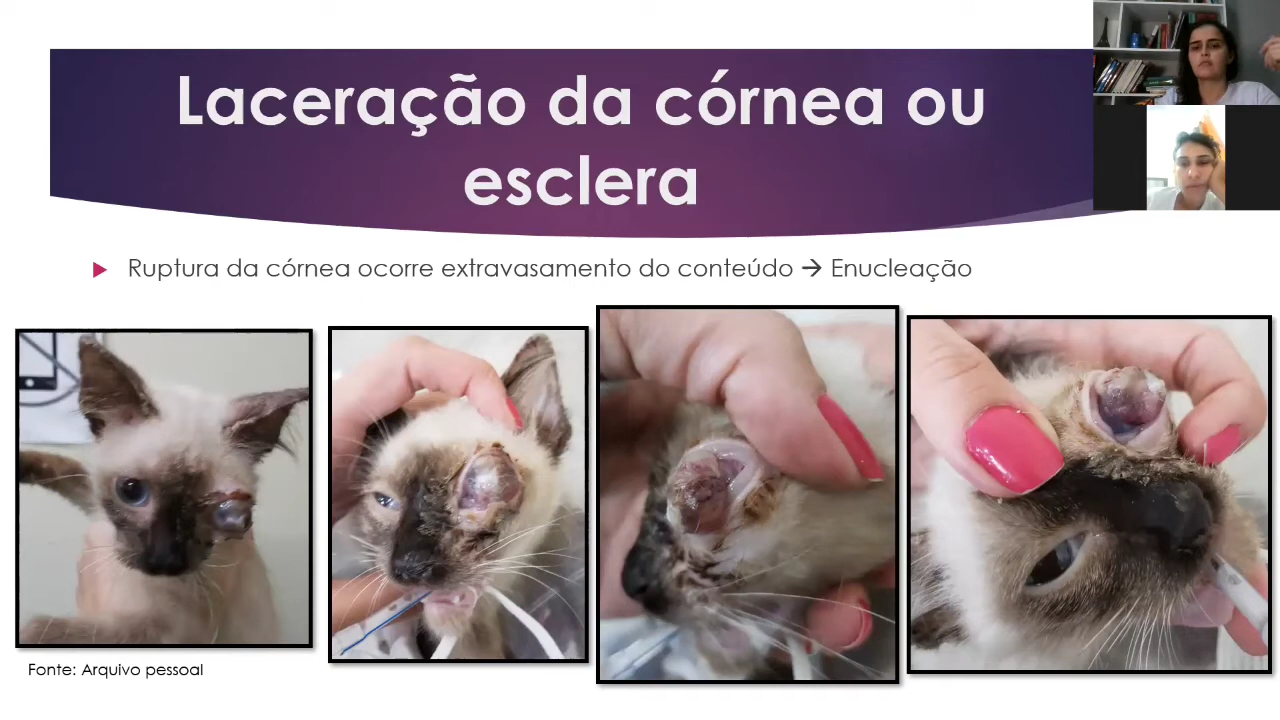 Laceração da córnea ou
esclera
Ruptura da córnea ocorre extravasamento do conteúdo → Enucleação
Fonte: Arquivo pessoal